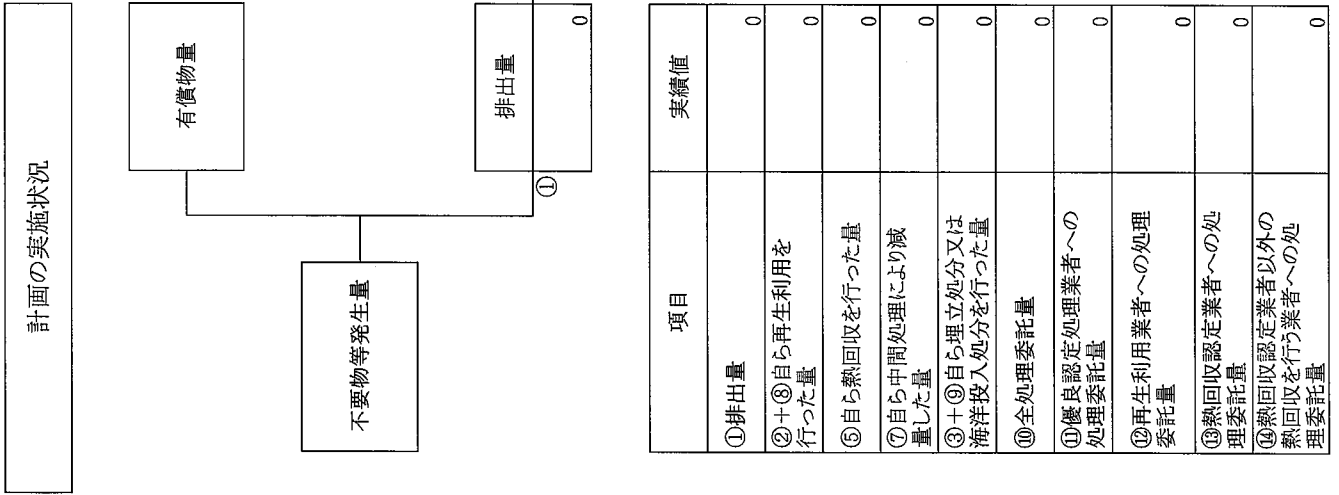 計画の実施状況
有償物量
不要物等発生量
①
排出量
0
項目
実績値
①排出量
0
②+⑧自ら再生利用を
行った量
0
⑤自ら熱回収を行った量
0
⑦自ら中間処理により減
量した量
0
③+⑨自ら埋立処分又は
海洋投入処分を行った量
0
⑩全処理委託量
0
⑪優良認定処理業者への
処理委託量
0
⑫再生利用業者への処理
委託量
0
⑬熱回収認定業者への処
理委託量
0
⑭熱回収認定業者以外の
熱回収を行う業者への処
理委託量
0